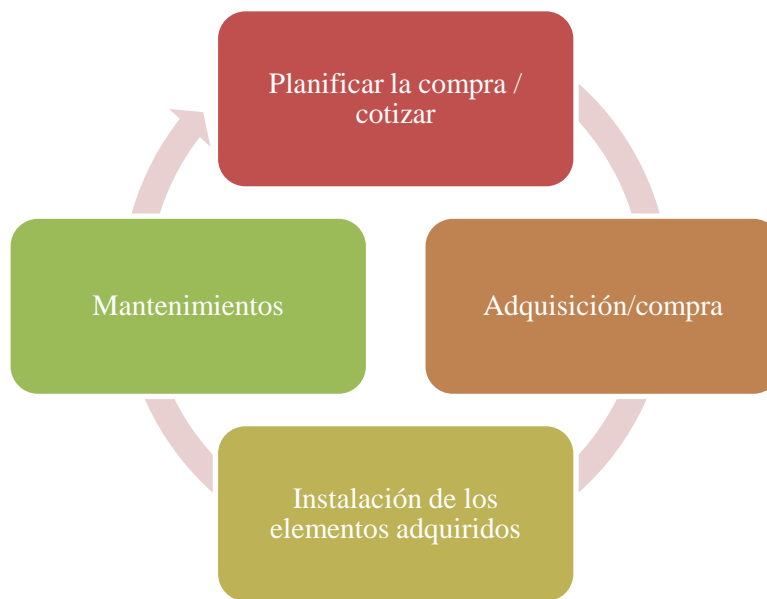 Planificar la compra /
cotizar
Adquisición/compra
Instalación de los
elementos adquiridos
Mantenimientos